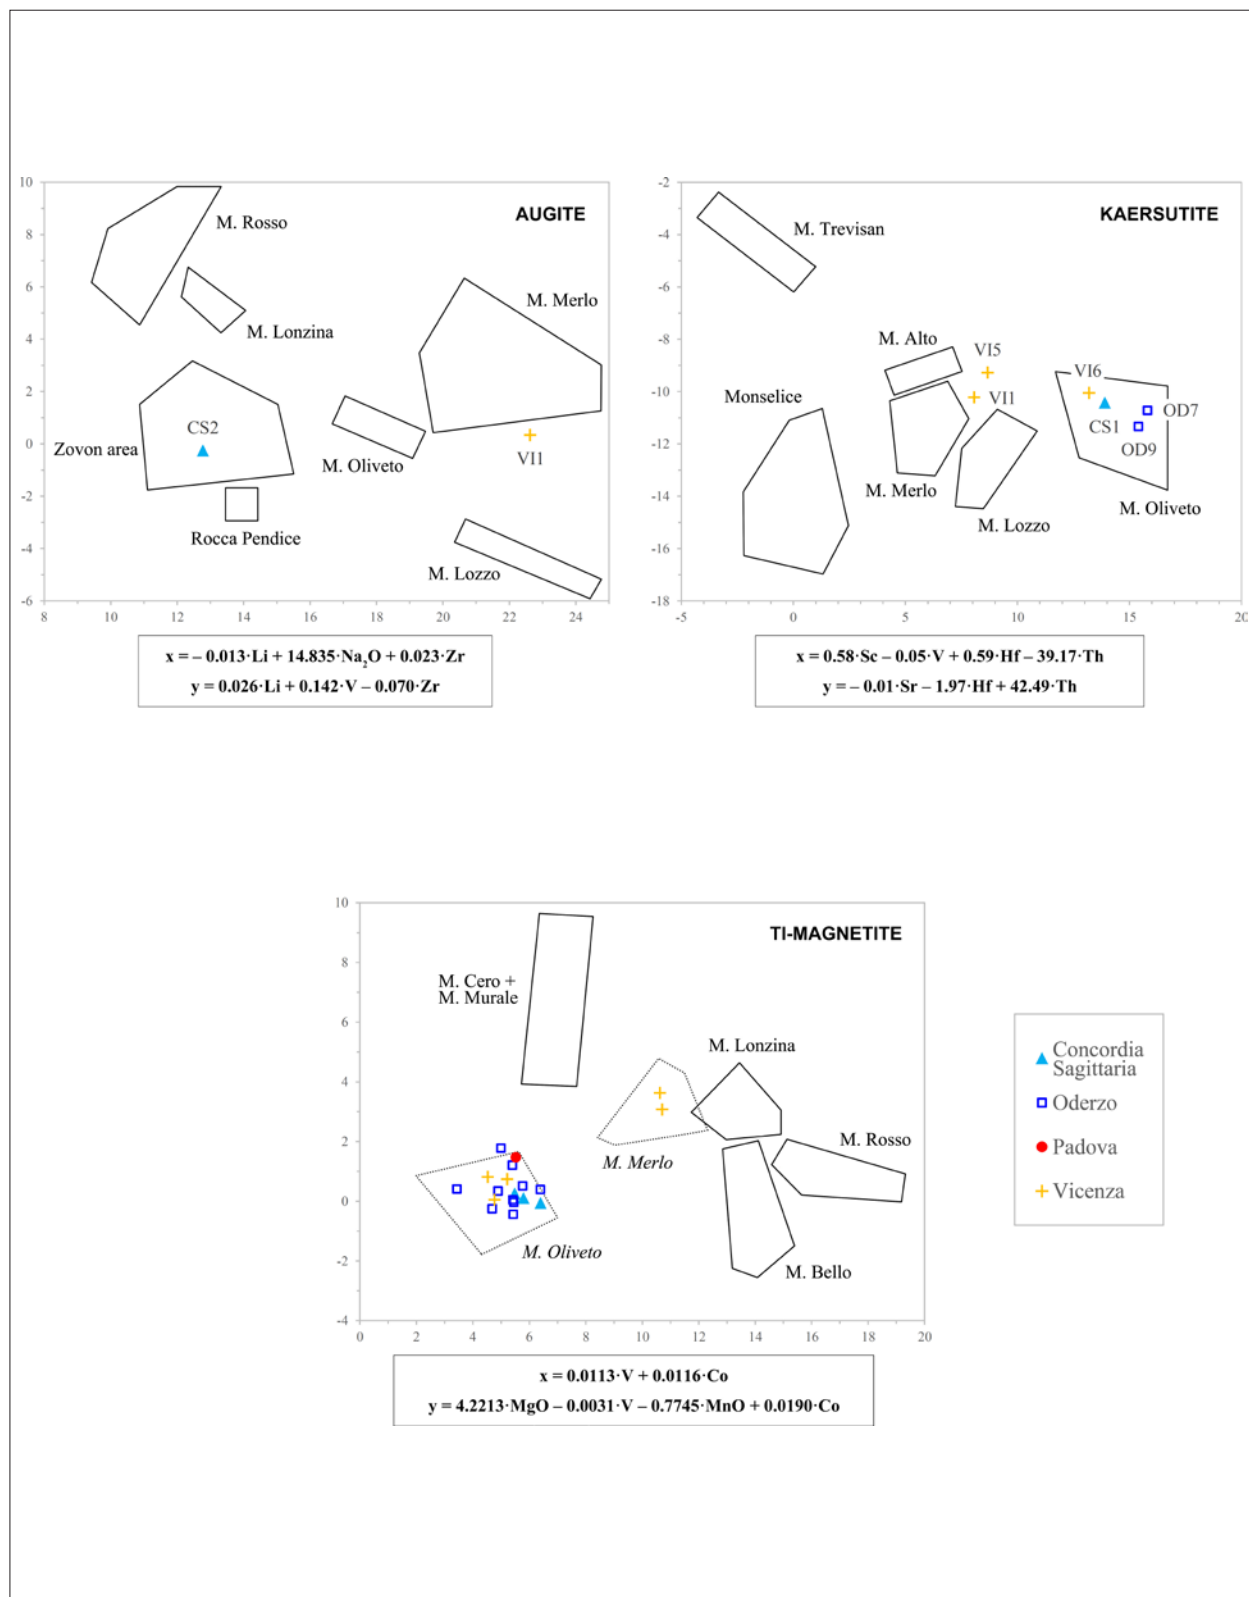 AUGITE
10
8
6
4
2
0
-2
-4
-6
8
10
12
14
16
18
20
22
24
M. Rosso
M. Lonzina
M. Merlo
Zovon area
CS2
M. Oliveto
VI1
Rocca Pendice
M. Lozzo
x = – 0.013·Li + 14.835·Na₂O + 0.023·Zr
y = 0.026·Li + 0.142·V – 0.070·Zr
KAERSUTITE
-2
-4
-6
-8
-10
-12
-14
-16
-18
-5
0
5
10
15
20
M. Trevisan
M. Alto
VI5
VI6
Monselice
VI1
CS1
OD7
OD9
M. Merlo
M. Lozzo
M. Oliveto
x = 0.58·Sc – 0.05·V + 0.59·Hf – 39.17·Th
y = – 0.01·Sr – 1.97·Hf + 42.49·Th
TI-MAGNETITE
10
8
6
4
2
0
-2
-4
0
2
4
6
8
10
12
14
16
18
20
M. Cero +
M. Murale
M. Lonzina
M. Merlo
M. Rosso
M. Oliveto
M. Bello
x = 0.0113·V + 0.0116·Co
y = 4.2213·MgO – 0.0031·V – 0.7745·MnO + 0.0190·Co
Concordia
Sagittaria
Oderzo
Padova
Vicenza